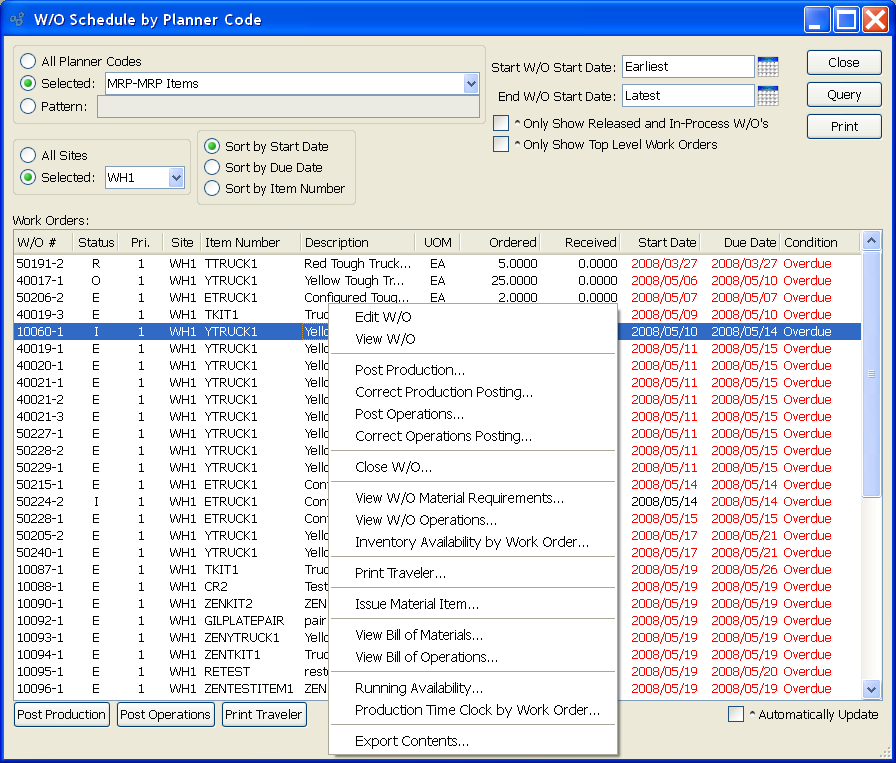 W/O Schedule by Planner Code
All Planner Codes
Selected: MRP-MRP Items
Pattern:
Start W/O Start Date: Earliest
End W/O Start Date: Latest
^ Only Show Released and In-Process W/O's
^ Only Show Top Level Work Orders
Close
Query
Print
All Sites
Selected: WH1
Sort by Start Date
Sort by Due Date
Sort by Item Number
Work Orders:
W/O # Status Pri. Site Item Number Description UOM Ordered Received Start Date Due Date Condition
50191-2 R 1 WH1 TTRUCK1 Red Tough Truck... EA 5.0000 0.0000 2008/03/27 2008/03/27 Overdue
40017-1 O 1 WH1 YTRUCK1 Yellow Tough Tr... EA 25.0000 0.0000 2008/05/06 2008/05/10 Overdue
50206-2 E 1 WH1 ETRUCK1 Configured Toug... EA 2.0000 0.0000 2008/05/07 2008/05/07 Overdue
40019-3 E 1 WH1 TKIT1 Truc 2008/05/09 2008/05/10 Overdue
10060-1 I 1 WH1 YTRUCK1 Yello 2008/05/10 2008/05/14 Overdue
40019-1 E 1 WH1 YTRUCK1 Yello 2008/05/11 2008/05/15 Overdue
40020-1 E 1 WH1 YTRUCK1 Yello 2008/05/11 2008/05/15 Overdue
40021-1 E 1 WH1 YTRUCK1 Yello 2008/05/11 2008/05/15 Overdue
40021-2 E 1 WH1 YTRUCK1 Yello 2008/05/11 2008/05/15 Overdue
40021-3 E 1 WH1 YTRUCK1 Yello 2008/05/11 2008/05/15 Overdue
50227-1 E 1 WH1 YTRUCK1 Yello 2008/05/11 2008/05/15 Overdue
50228-2 E 1 WH1 YTRUCK1 Yello 2008/05/11 2008/05/15 Overdue
50229-1 E 1 WH1 YTRUCK1 Yello 2008/05/11 2008/05/15 Overdue
50215-1 E 1 WH1 ETRUCK1 Con 2008/05/14 2008/05/14 Overdue
50224-2 I 1 WH1 ETRUCK1 Con 2008/05/14 2008/05/14 Overdue
50228-1 E 1 WH1 ETRUCK1 Con 2008/05/15 2008/05/15 Overdue
50205-2 E 1 WH1 YTRUCK1 Yello 2008/05/17 2008/05/21 Overdue
50240-1 E 1 WH1 YTRUCK1 Yello 2008/05/17 2008/05/21 Overdue
10087-1 E 1 WH1 TKIT1 Truc 2008/05/19 2008/05/26 Overdue
10088-1 E 1 WH1 CR2 Test 2008/05/19 2008/05/19 Overdue
10090-1 E 1 WH1 ZENKIT2 ZEN 2008/05/19 2008/05/19 Overdue
10092-1 E 1 WH1 GILPLATEPAIR pair 2008/05/19 2008/05/19 Overdue
10093-1 E 1 WH1 ZENYTRUCK1 Yello 2008/05/19 2008/05/19 Overdue
10094-1 E 1 WH1 ZENTKIT1 Truc 2008/05/19 2008/05/19 Overdue
10095-1 E 1 WH1 RETEST rest 2008/05/19 2008/05/20 Overdue
10096-1 E 1 WH1 ZENTESTITEM1 ZEN 2008/05/19 2008/05/19 Overdue
Edit W/O
View W/O
Post Production...
Correct Production Posting...
Post Operations...
Correct Operations Posting...
Close W/O...
View W/O Material Requirements...
View W/O Operations...
Inventory Availability by Work Order...
Print Traveler...
Issue Material Item...
View Bill of Materials...
View Bill of Operations...
Running Availability...
Production Time Clock by Work Order...
Export Contents...
Post Production Post Operations Print Traveler
^ Automatically Update